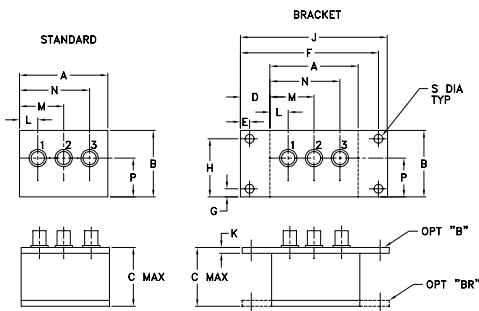 BRACKET
STANDARD
J
F
A
A
N
N
S DIA
TYP
D
M
M
L
L
E
1 2 3
B
P
1 2 3
H
B
P
G
K
OPT "B"
C MAX
C MAX
OPT "BR"